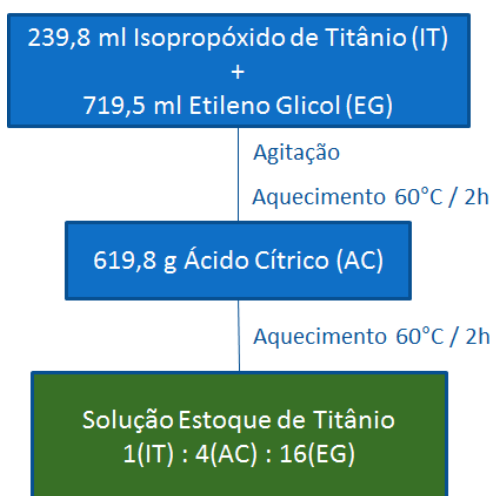 239,8 ml Isopropóxido de Titânio (IT)
+
719,5 ml Etileno Glicol (EG)
Agitação
Aquecimento 60°C / 2h
619,8 g Ácido Cítrico (AC)
Aquecimento 60°C / 2h
Solução Estoque de Titânio
1(IT) : 4(AC) : 16(EG)